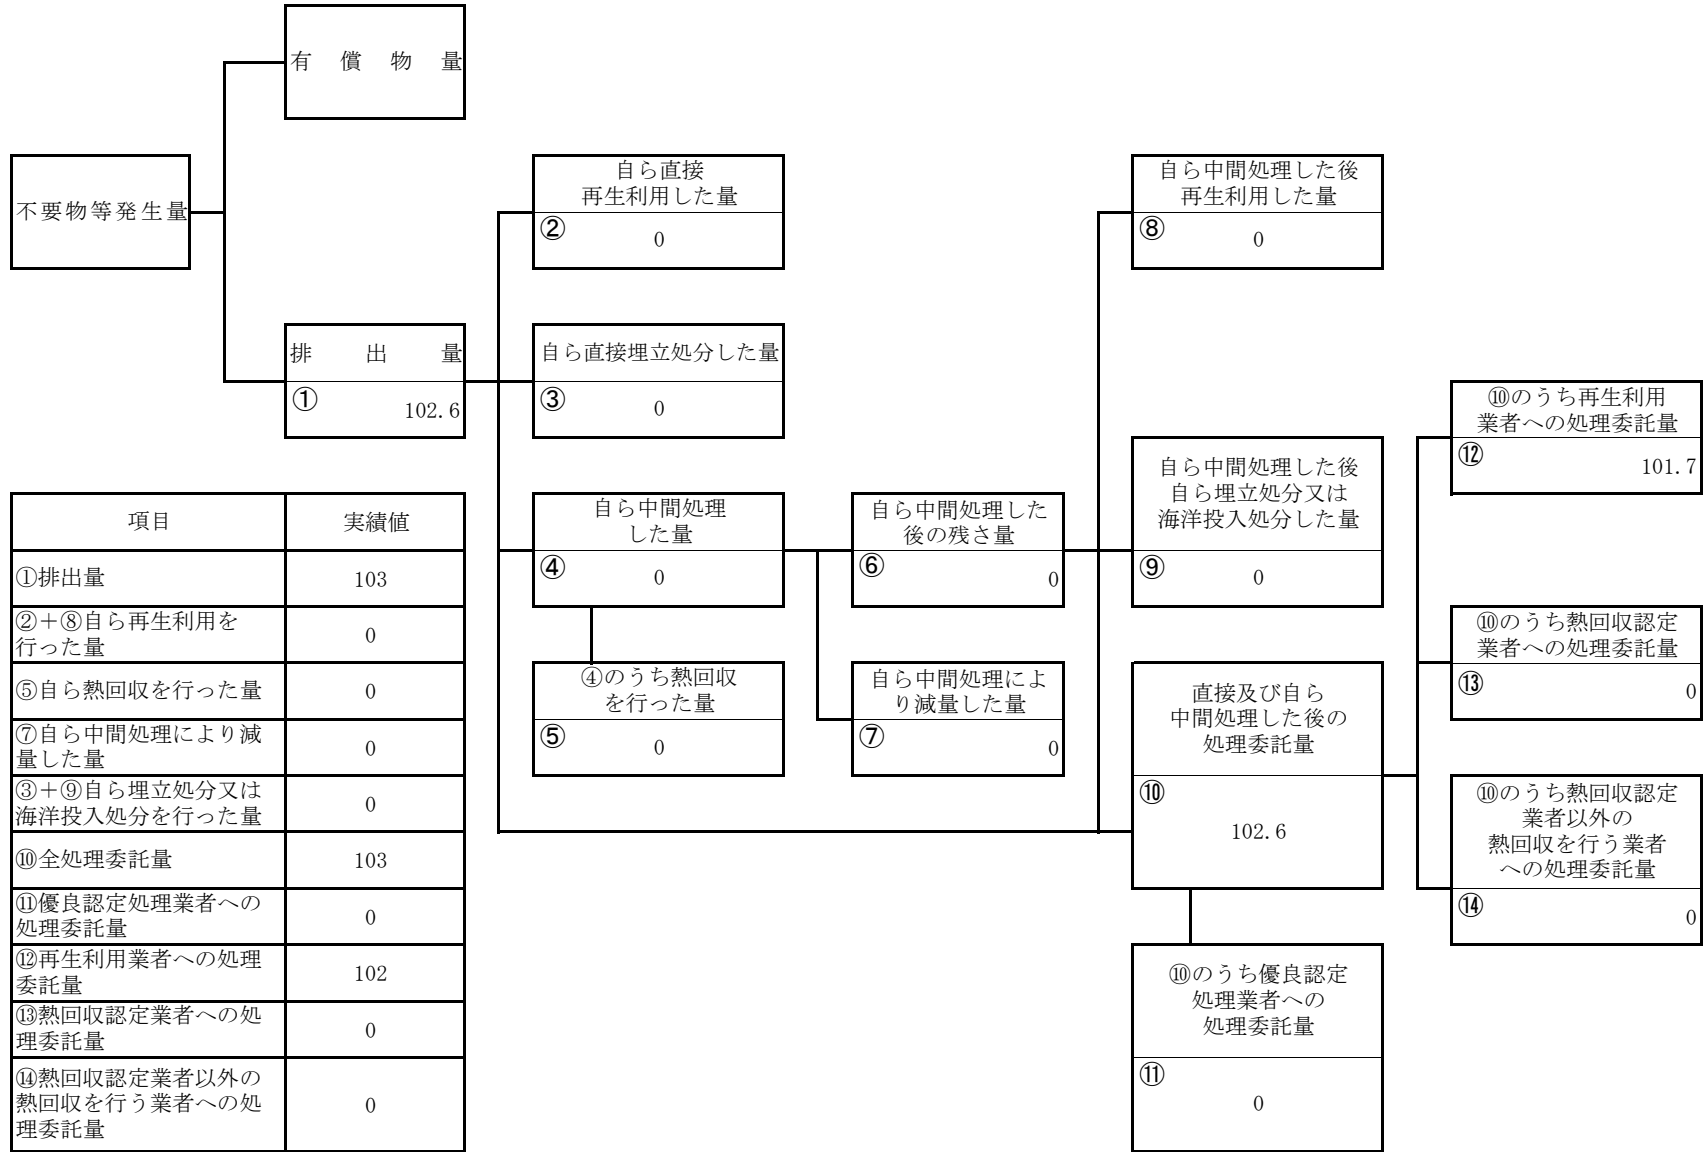 有償物量
不要物等発生量
排出量
①
102.6
自ら直接
再生利用した量
②
0
自ら直接埋立処分した量
③
0
自ら中間処理
した量
④
0
④のうち熱回収
を行った量
⑤
0
自ら中間処理した
後の残さ量
⑥
0
自ら中間処理によ
り減量した量
⑦
0
自ら中間処理した後
再生利用した量
⑧
0
自ら中間処理した後
自ら埋立処分又は
海洋投入処分した量
⑨
0
直接及び自ら
中間処理した後の
処理委託量
⑩
102.6
⑩のうち優良認定
処理業者への
処理委託量
⑪
0
⑩のうち再生利用
業者への処理委託量
⑫
101.7
⑩のうち熱回収認定
業者への処理委託量
⑬
0
⑩のうち熱回収認定
業者以外の
熱回収を行う業者
への処理委託量
⑭
0
項目 実績値
①排出量 103
②＋⑧自ら再生利用を
行った量 0
⑤自ら熱回収を行った量 0
⑦自ら中間処理により減
量した量 0
③＋⑨自ら埋立処分又は
海洋投入処分を行った量 0
⑩全処理委託量 103
⑪優良認定処理業者への
処理委託量 0
⑫再生利用業者への処理
委託量 102
⑬熱回収認定業者への処
理委託量 0
⑭熱回収認定業者以外の
熱回収を行う業者への処
理委託量 0